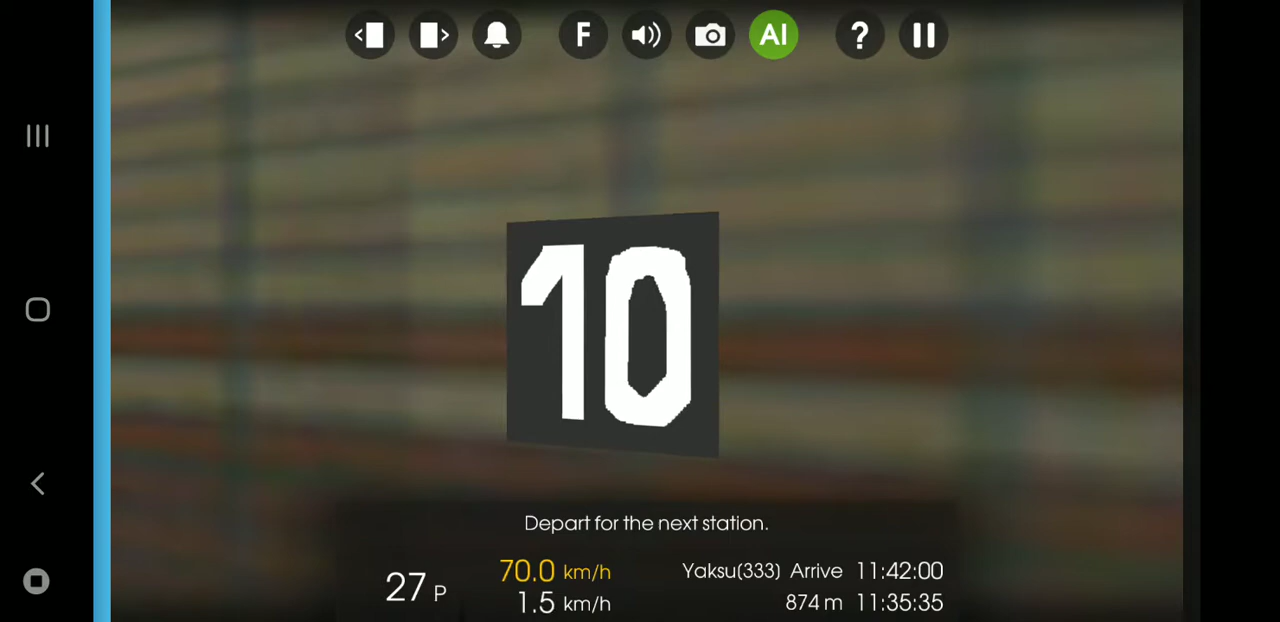 F AI ?
10
Depart for the next station.
27 P
70.0 km/h
1.5 km/h
Yaksu(333) Arrive 11:42:00
874 m 11:35:35